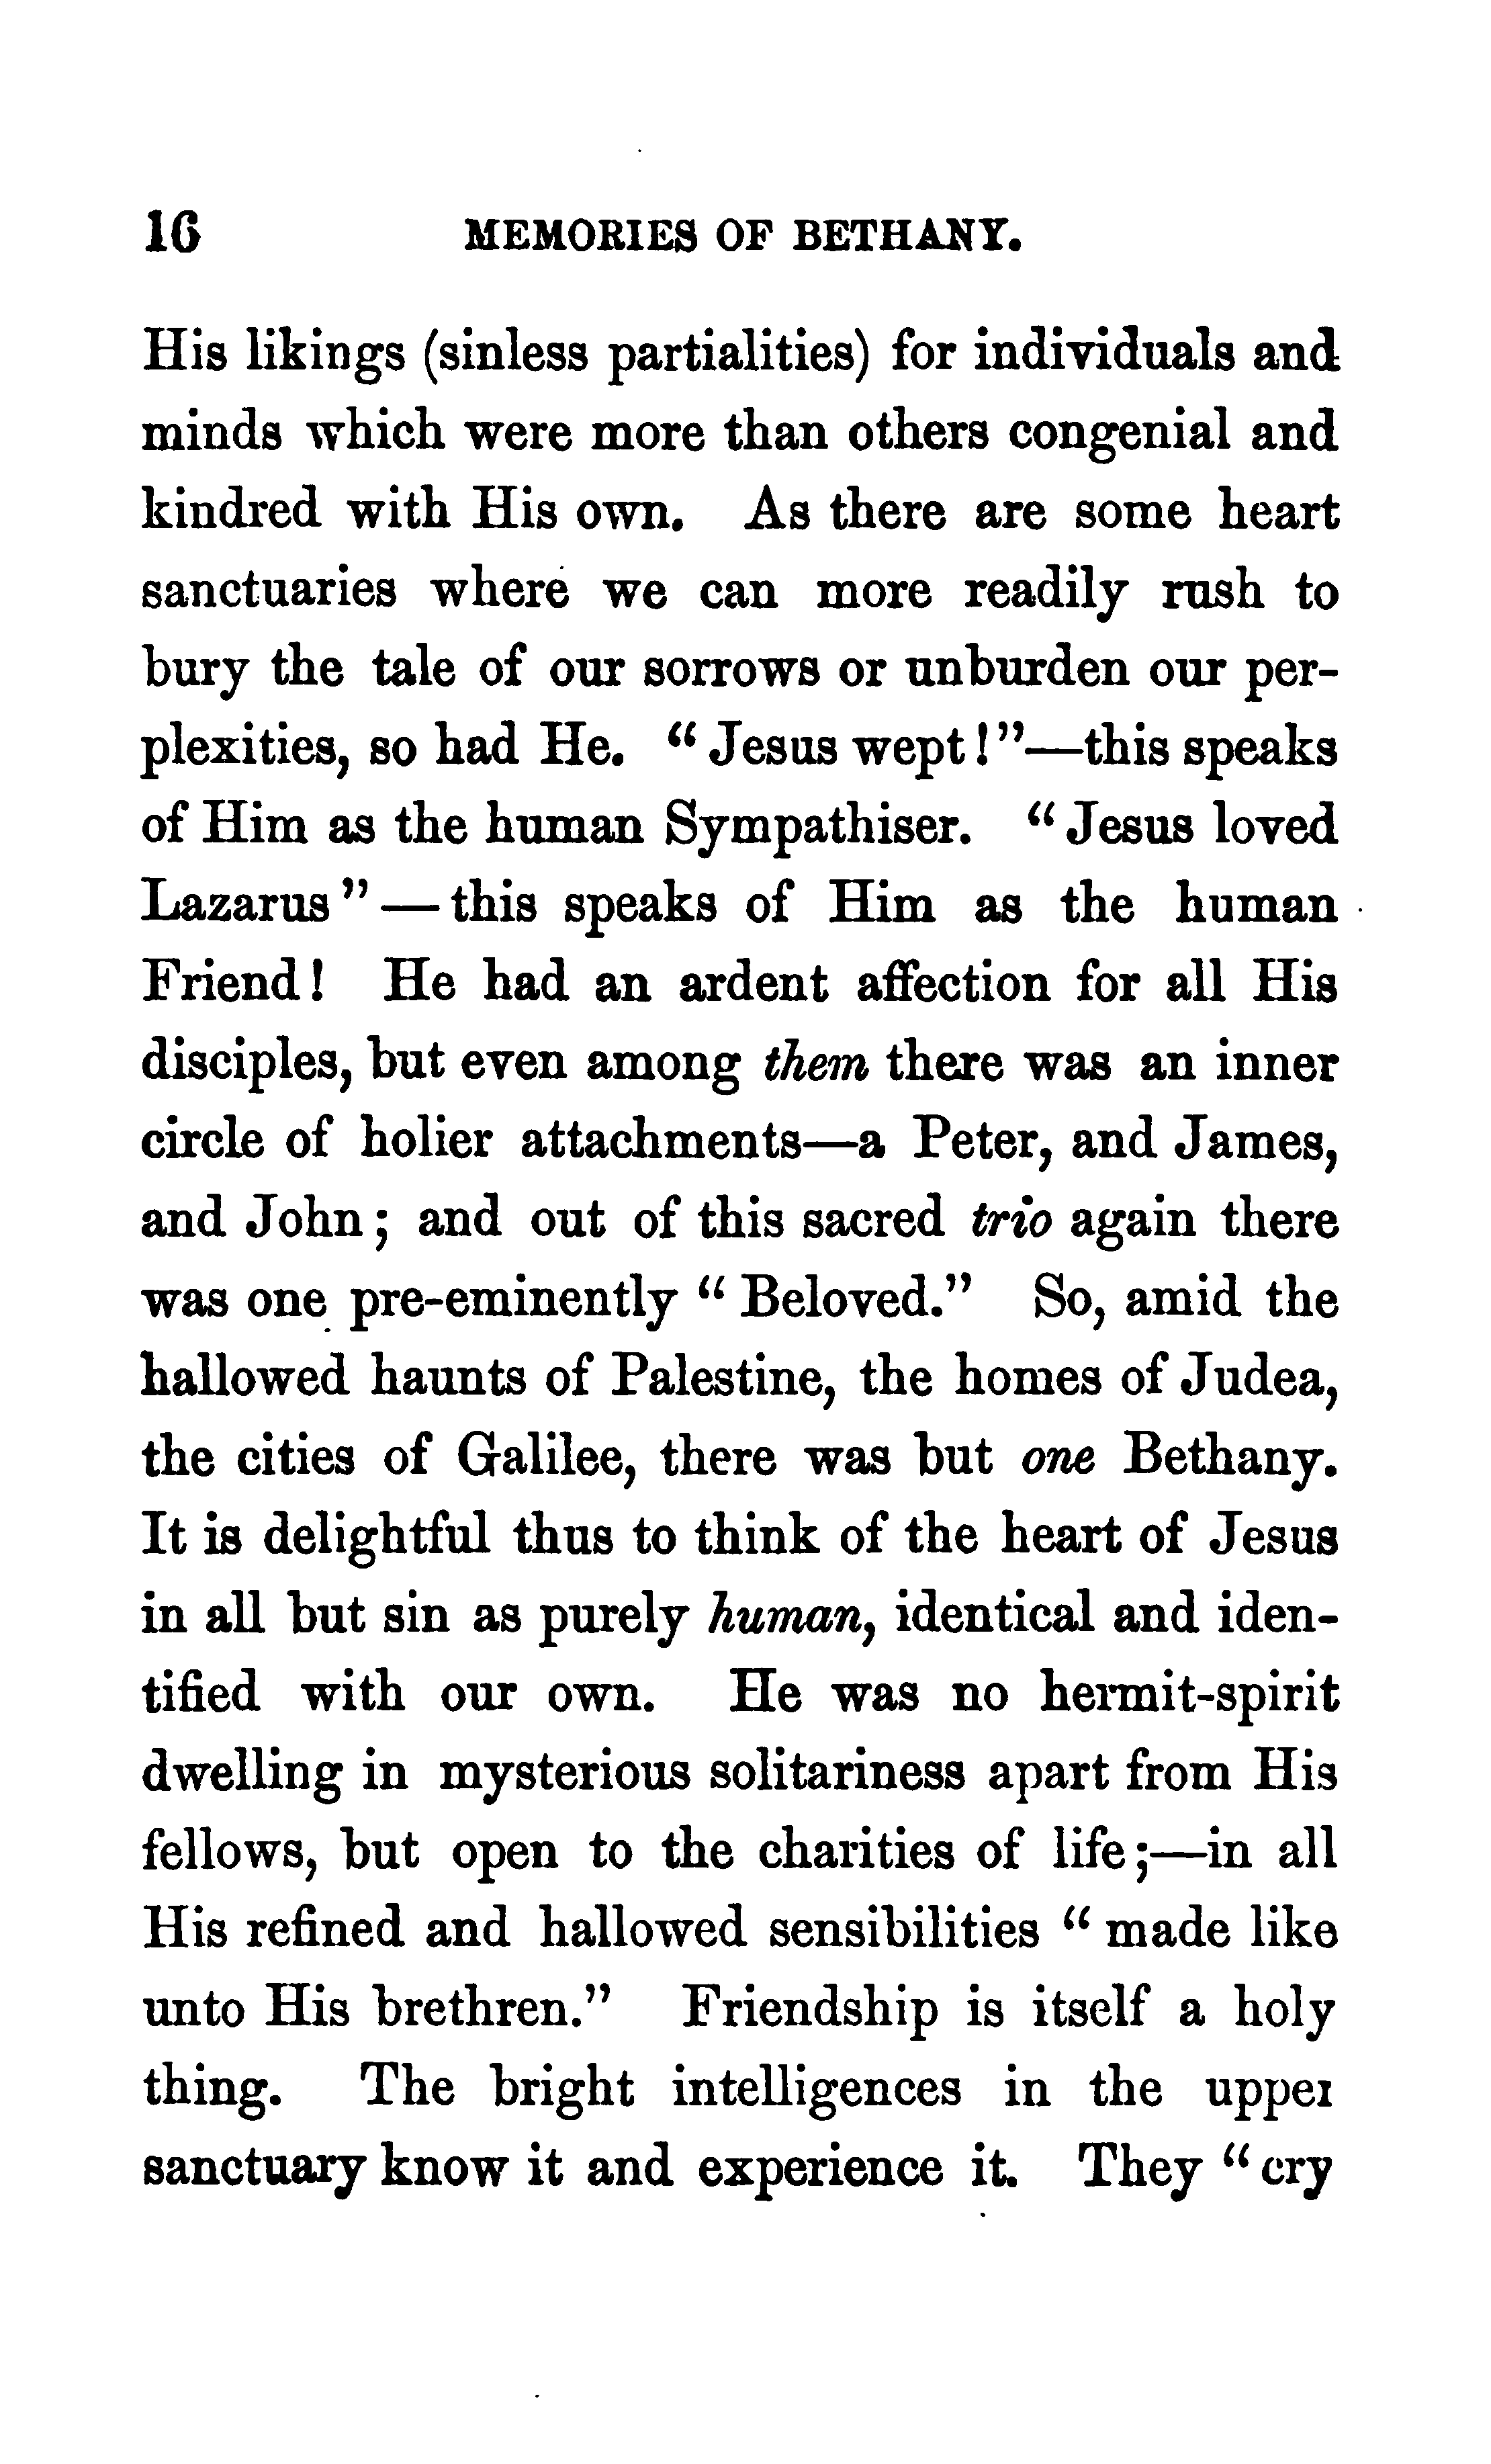 16 MEMORIES OF BETHANY.
His likings (sinless partialities) for individuals and
minds which were more than others congenial and
kindred with His own. As there are some heart
sanctuaries where we can more readily rush to
bury the tale of our sorrows or unburden our per-
plexities, so had He. "Jesus wept!"—this speaks
of Him as the human Sympathiser. "Jesus loved
Lazarus"—this speaks of Him as the human
Friend! He had an ardent affection for all His
disciples, but even among them there was an inner
circle of holier attachments—a Peter, and James,
and John; and out of this sacred trio again there
was one pre-eminently "Beloved." So, amid the
hallowed haunts of Palestine, the homes of Judea,
the cities of Galilee, there was but one Bethany.
It is delightful thus to think of the heart of Jesus
in all but sin as purely human, identical and iden-
tified with our own. He was no hermit-spirit
dwelling in mysterious solitariness apart from His
fellows, but open to the charities of life;—in all
His refined and hallowed sensibilities "made like
unto His brethren." Friendship is itself a holy
thing. The bright intelligences in the upper
sanctuary know it and experience it. They "cry